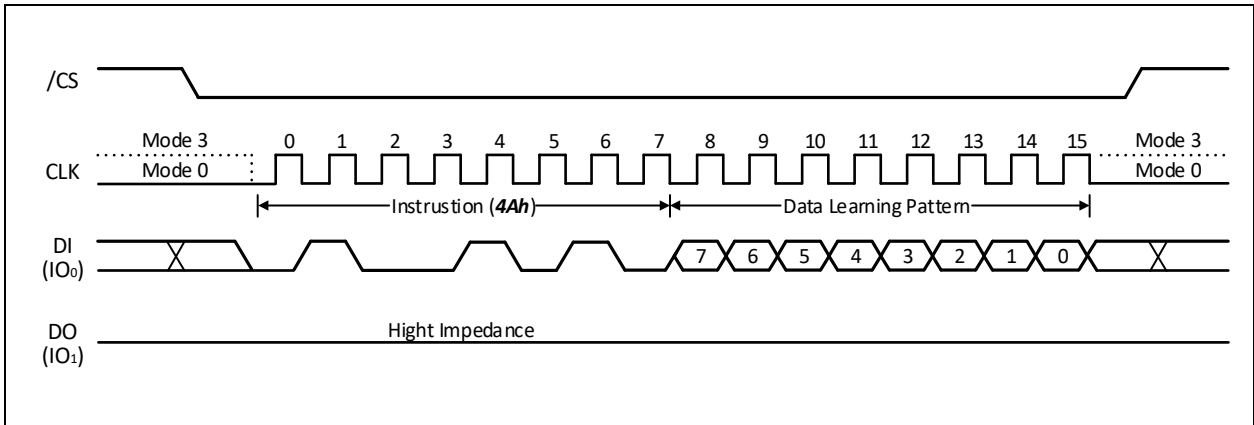 /CS
Mode 3 0 1 2 3 4 5 6 7 8 9 10 11 12 13 14 15 Mode 3
CLK Mode 0 Mode 0
Instrustion (4Ah) Data Learning Pattern
DI
(IO₀) 7 6 5 4 3 2 1 0
DO Hight Impedance
(IO₁)